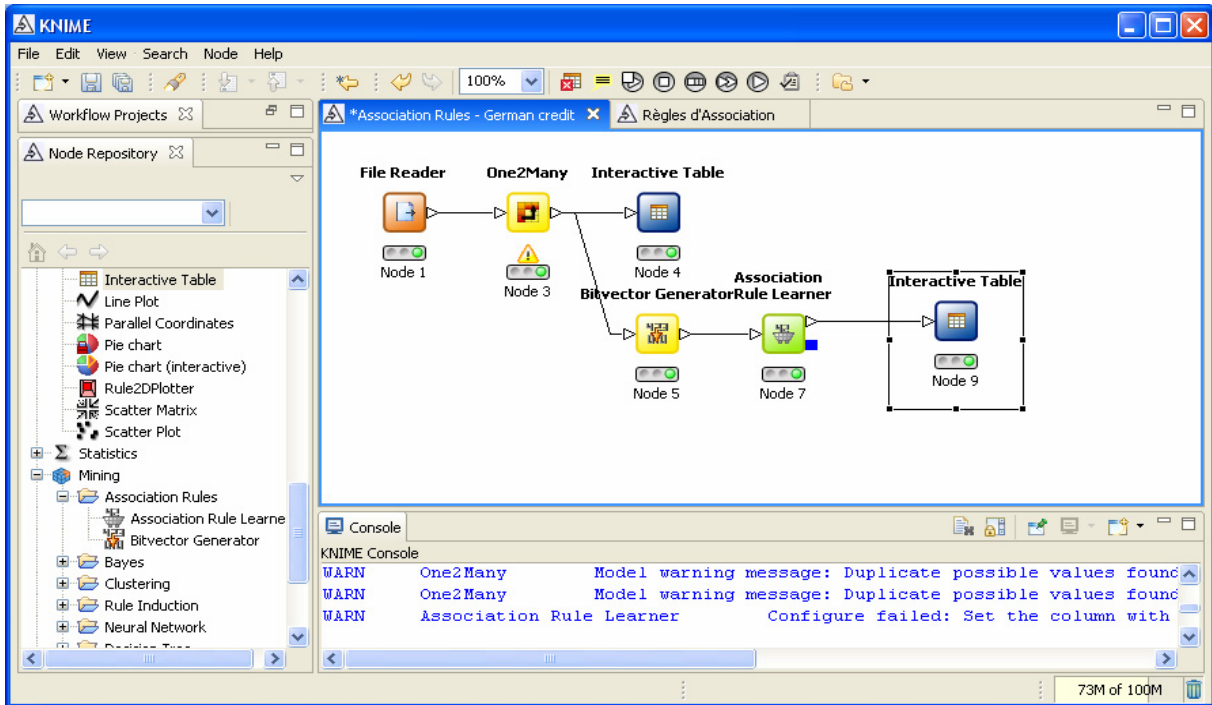 KNIME
File Edit View Search Node Help
100%
Workflow Projects
Node Repository
Interactive Table
Line Plot
Parallel Coordinates
Pie chart
Pie chart (interactive)
Rule2DPlotter
Scatter Matrix
Scatter Plot
Statistics
Mining
Association Rules
Association Rule Learne
Bitvector Generator
Bayes
Clustering
Rule Induction
Neural Network
*Association Rules - German credit
Règles d'Association
File Reader
Node 1
One2Many
Node 3
Interactive Table
Node 4
Bitvector Generator
Node 5
Association
Rule Learner
Node 7
Interactive Table
Node 9
Console
KNIME Console
WARN One2Many Model warning message: Duplicate possible values found
WARN One2Many Model warning message: Duplicate possible values found
WARN Association Rule Learner Configure failed: Set the column with
73M of 100M